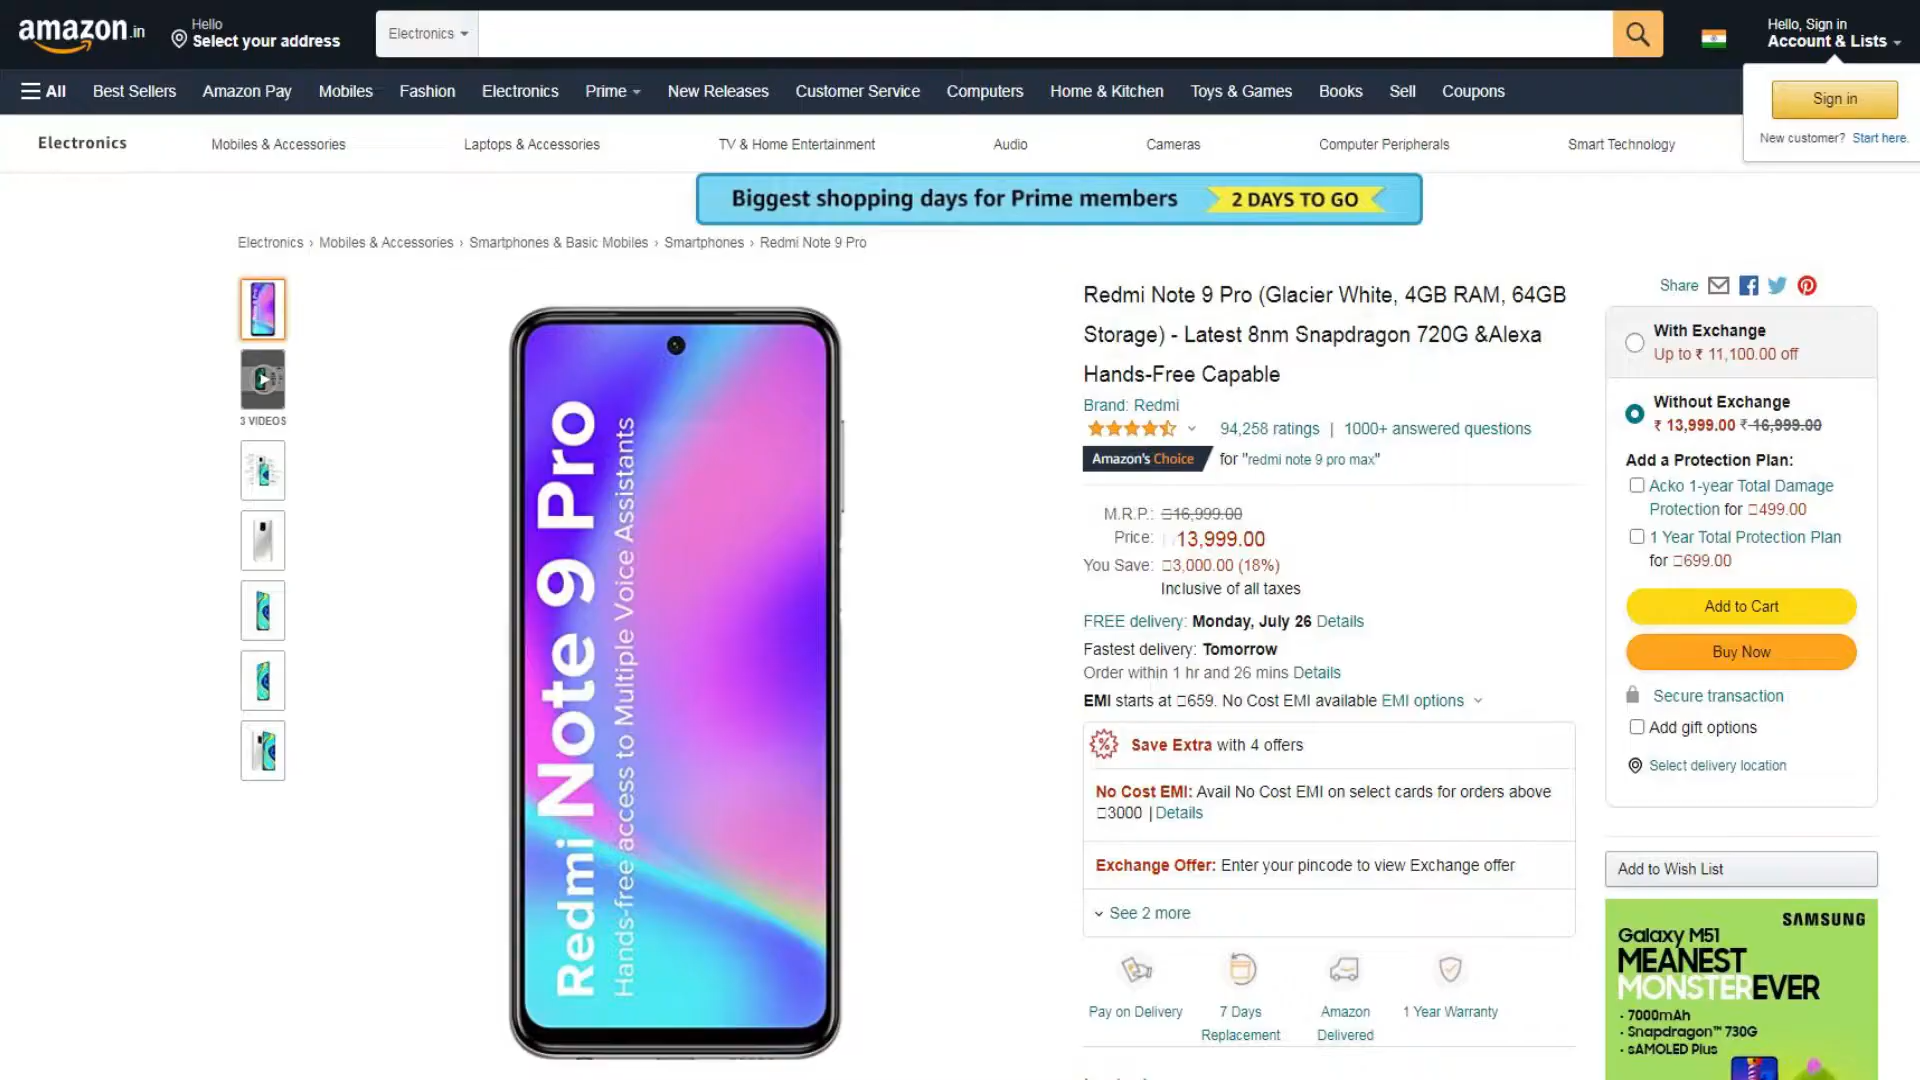 amazon.in
Hello
Select your address
Electronics
Hello, Sign in
Account & Lists
All
Best Sellers
Amazon Pay
Mobiles
Fashion
Electronics
Prime
New Releases
Customer Service
Computers
Home & Kitchen
Toys & Games
Books
Sell
Coupons
Sign in
New customer? Start here.
Electronics
Mobiles & Accessories
Laptops & Accessories
TV & Home Entertainment
Audio
Cameras
Computer Peripherals
Smart Technology
Biggest shopping days for Prime members 2 DAYS TO GO
Electronics › Mobiles & Accessories › Smartphones & Basic Mobiles › Smartphones › Redmi Note 9 Pro
3 VIDEOS
Redmi Note 9 Pro
Hands-free access to Multiple Voice Assistants
Redmi Note 9 Pro (Glacier White, 4GB RAM, 64GB
Storage) - Latest 8nm Snapdragon 720G &Alexa
Hands-Free Capable
Brand: Redmi
94,258 ratings | 1000+ answered questions
Amazon's Choice for "redmi note 9 pro max"
M.R.P.: □16,999.00
Price: 13,999.00
You Save: □3,000.00 (18%)
Inclusive of all taxes
FREE delivery: Monday, July 26 Details
Fastest delivery: Tomorrow
Order within 1 hr and 26 mins Details
EMI starts at □659. No Cost EMI available EMI options
Save Extra with 4 offers
No Cost EMI: Avail No Cost EMI on select cards for orders above
□3000 | Details
Exchange Offer: Enter your pincode to view Exchange offer
See 2 more
Pay on Delivery
7 Days
Replacement
Amazon
Delivered
1 Year Warranty
Share
With Exchange
Up to ₹ 11,100.00 off
Without Exchange
₹ 13,999.00 ₹ 16,999.00
Add a Protection Plan:
Acko 1-year Total Damage
Protection for □499.00
1 Year Total Protection Plan
for □699.00
Add to Cart
Buy Now
Secure transaction
Add gift options
Select delivery location
Add to Wish List
SAMSUNG
Galaxy M51
MEANEST
MONSTEREVER
· 7000mAh
· Snapdragon™ 730G
· sAMOLED Plus